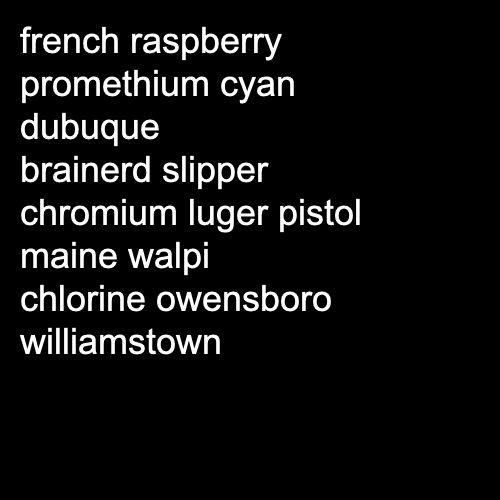 french raspberry
promethium cyan
dubuque
brainerd slipper
chromium luger pistol
maine walpi
chlorine owensboro
williamstown